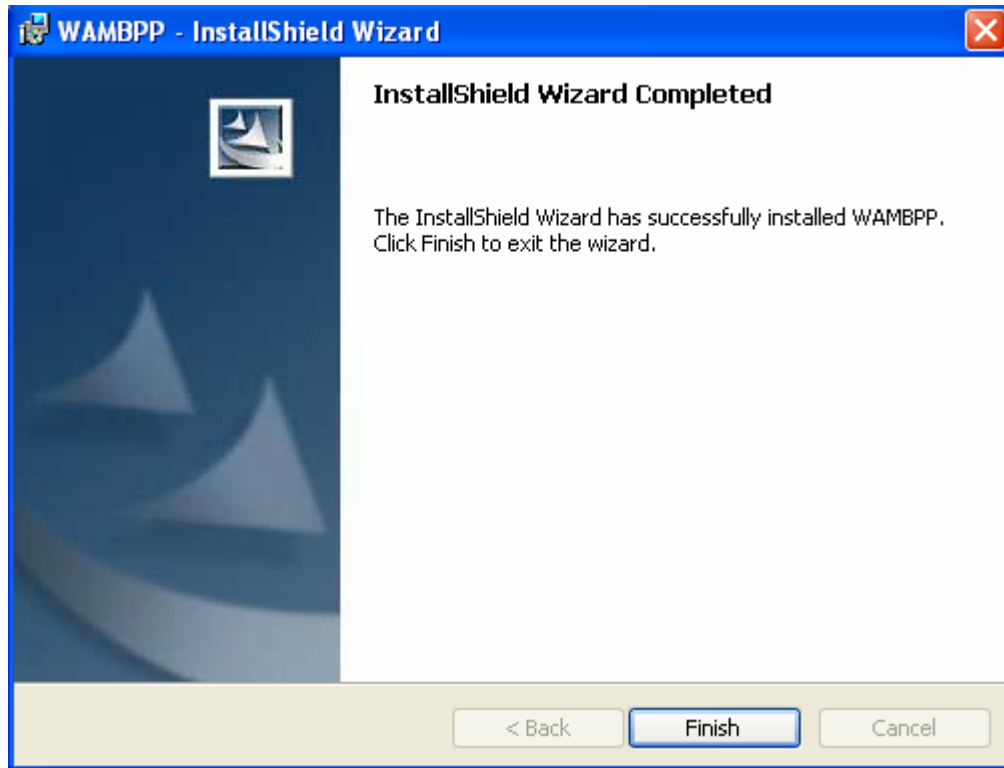 WAMBPP - InstallShield Wizard
InstallShield Wizard Completed
The InstallShield Wizard has successfully installed WAMBPP.
Click Finish to exit the wizard.
< Back
Finish
Cancel